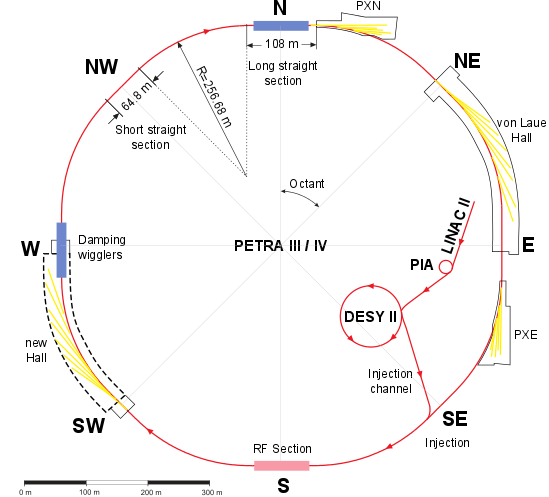 N
PXN
108 m
Long straight
section
NW
64.8 m
Short straight
section
R=256.68 m
NE
von Laue
Hall
Octant
W
Damping
wigglers
PETRA III / IV
LINAC II
E
PIA
DESY II
PXE
new
Hall
Injection
channel
SW
SE
Injection
RF Section
S
0 m
100 m
200 m
300 m